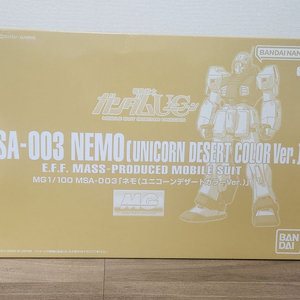 BANDAI NAMCO
ガンダムUC
MSA-003 NEMO [UNICORN DESERT COLOR Ver.]
E.F.F. MASS-PRODUCED MOBILE SUIT
MG 1/100 MSA-003「ネモ(ユニコーンデザートカラーVer.)」
MG
BAN
DAI